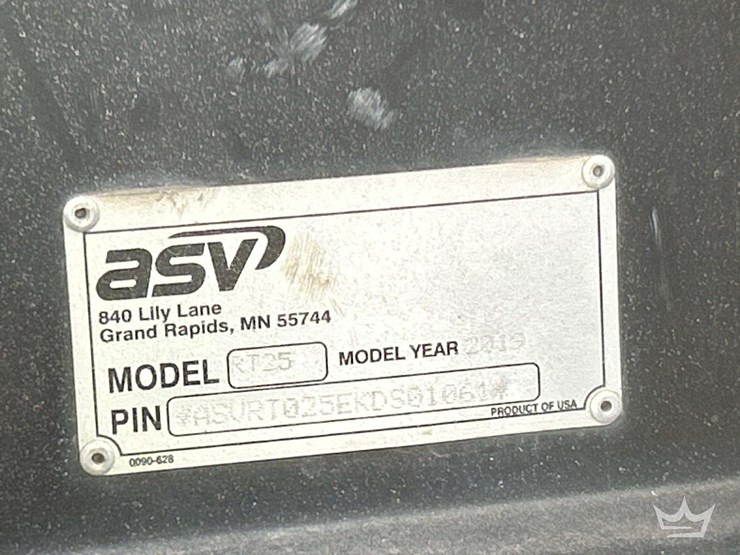 asv
840 Lily Lane
Grand Rapids, MN 55744
MODEL RT25 MODEL YEAR 2019
PIN #ASVRT025EKDS01061#
PRODUCT OF USA
0090-628